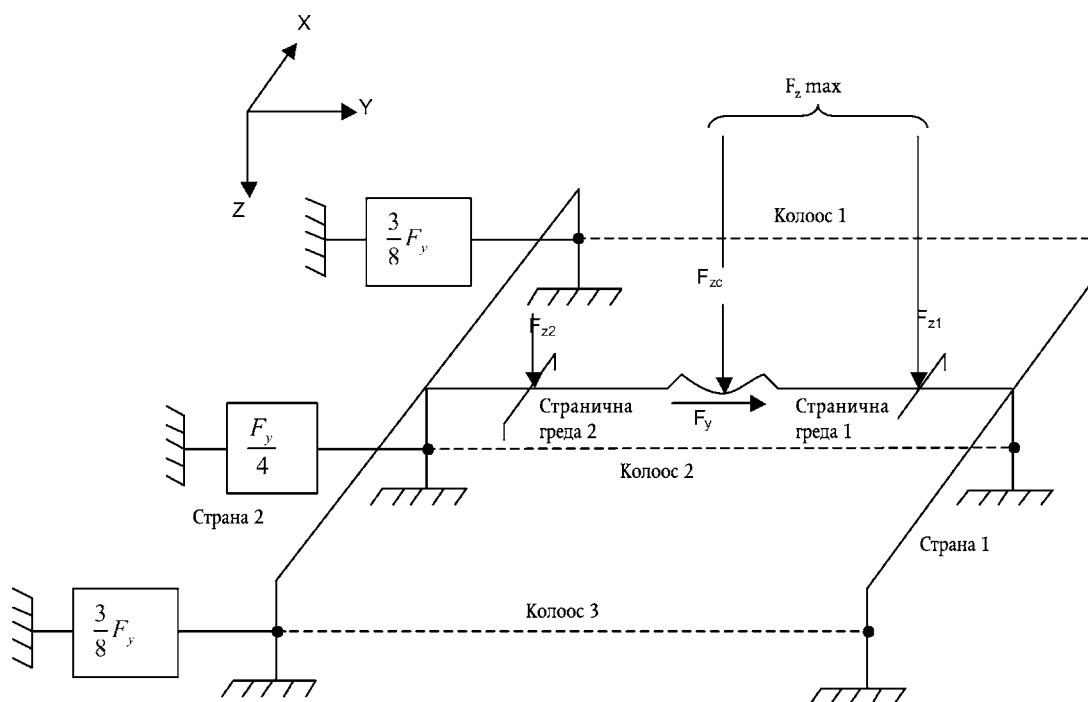 X
Y
Z
F_z max
3/8 F_y
Колоос 1
F_zc
F_z2
F_z1
Странична
греда 2
F_y
Странична
греда 1
F_y/4
Колоос 2
Страна 2
Страна 1
3/8 F_y
Колоос 3